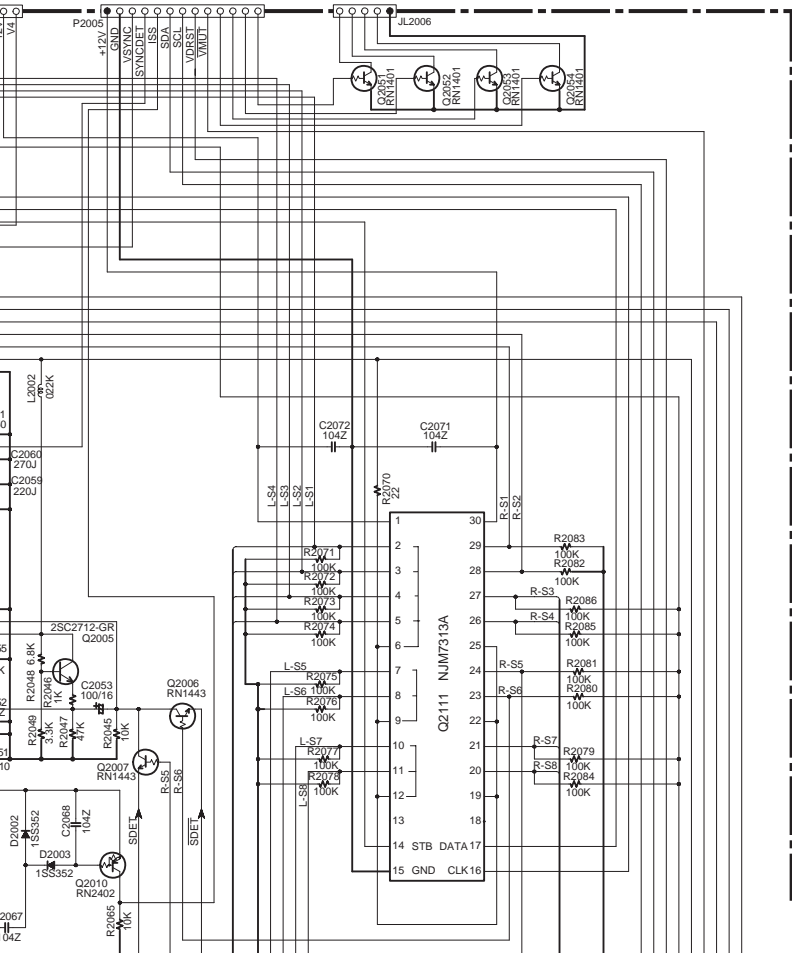 V4
P2005
+12V
GND
VSYNC
SYNCDET
ISS
SDA
SCL
VDRST
VMUT
JL2006
Q2051
RN1401
Q2052
RN1401
Q2053
RN1401
Q2054
RN1401
L2002
022K
C2060
270J
C2059
220J
C2072
104Z
C2071
104Z
R2070
22
L-S4
L-S3
L-S2
L-S1
R-S1
R-S2
1
2
3
4
5
6
7
8
9
10
11
12
13
14 STB
15 GND
30
29
28
27
26
25
24
23
22
21
20
19
18
DATA 17
CLK 16
Q2111 NJM7313A
R2071
100K
R2072
100K
R2073
100K
R2074
100K
L-S5
R2075
100K
L-S6
R2076
100K
L-S7
R2077
100K
R2078
100K
L-S8
R2083
100K
R2082
100K
R-S3
R2086
100K
R-S4
R2085
100K
R-S5
R2081
100K
R-S6
R2080
100K
R-S7
R2079
100K
R-S8
R2084
100K
2SC2712-GR
Q2005
R2048 6.8K
R2046
1K
C2053
100/16
R2049
3.3K
R2047
47K
R2045
10K
Q2006
RN1443
Q2007
RN1443
R-S5
R-S6
SDET
SDET
D2002
1SS352
C2068
104Z
D2003
1SS352
Q2010
RN2402
R2065
10K
2067
104Z